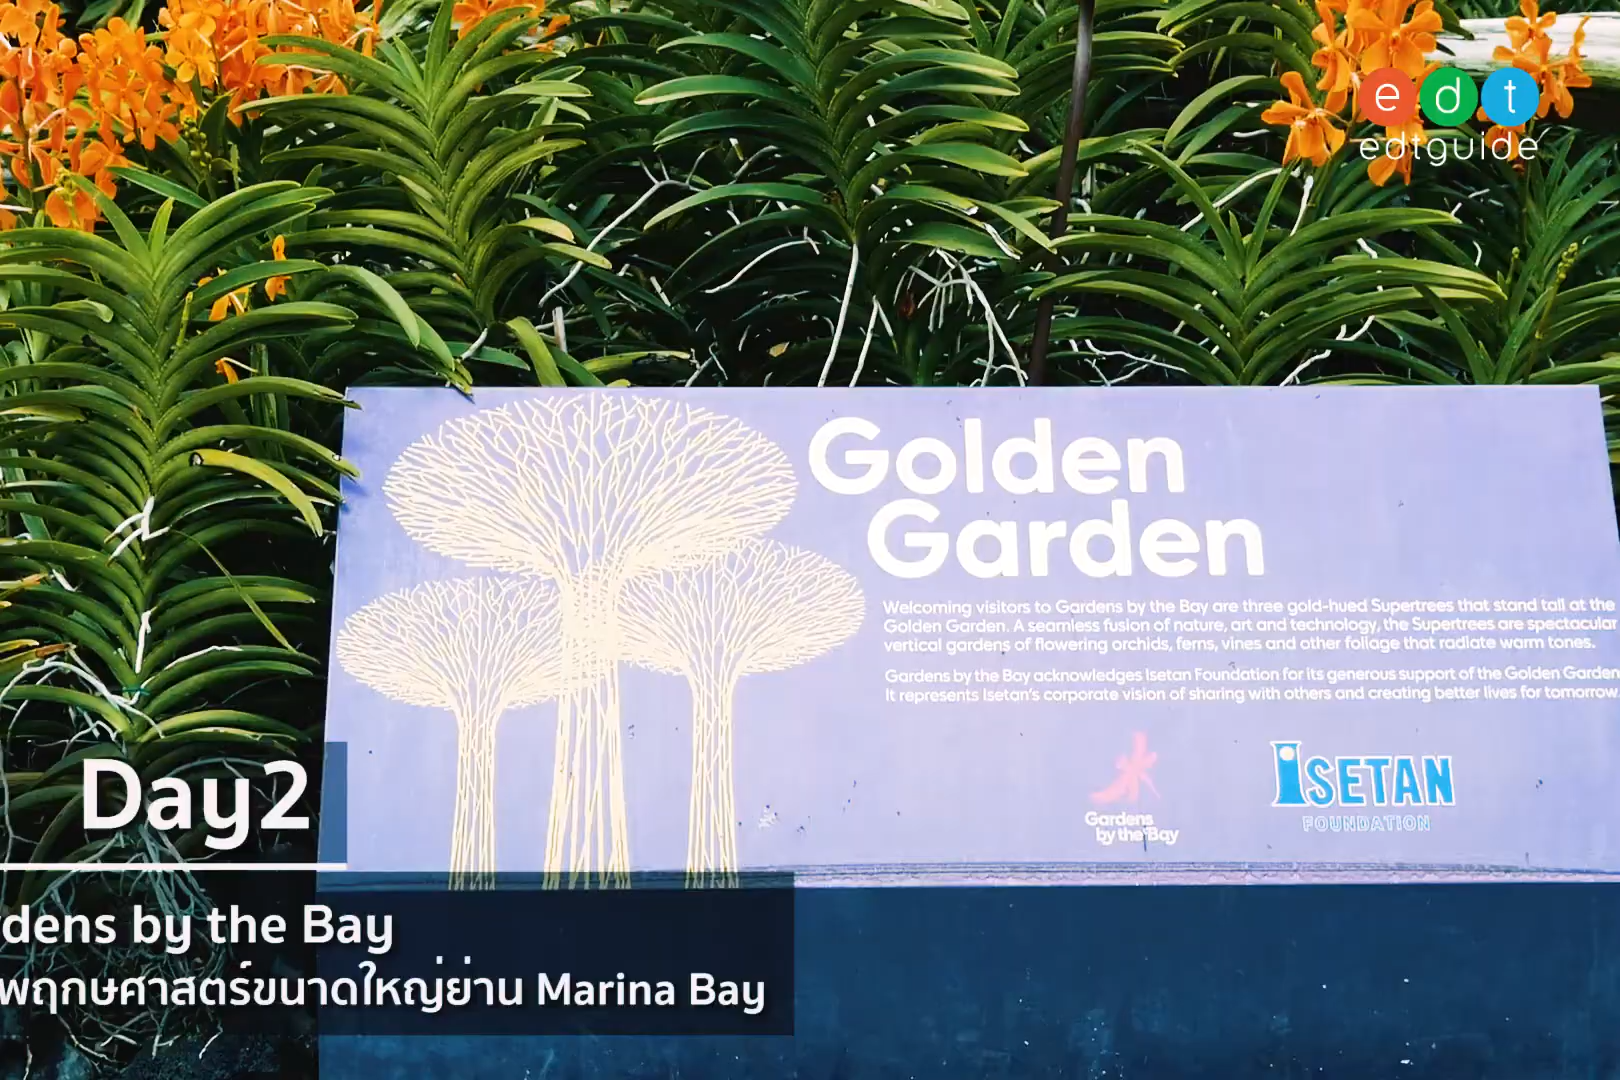 e d t
edtguide
Golden
Garden
Welcoming visitors to Gardens by the Bay are three gold-hued Supertrees that stand tall at the
Golden Garden. A seamless fusion of nature, art and technology, the Supertrees are spectacular
vertical gardens of flowering orchids, ferns, vines and other foliage that radiate warm tones.
Gardens by the Bay acknowledges Isetan Foundation for its generous support of the Golden Garden
It represents Isetan's corporate vision of sharing with others and creating better lives for tomorrow
Gardens
by the Bay
ISETAN
FOUNDATION
Day2
rdens by the Bay
พฤกษศาสตร์ขนาดใหญ่ย่าน Marina Bay